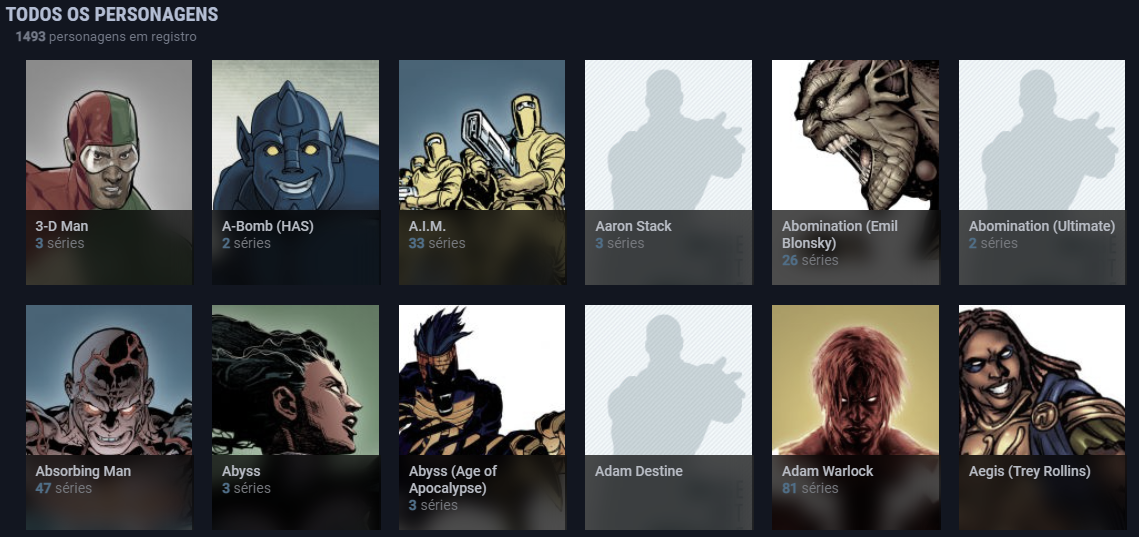 TODOS OS PERSONAGENS
1493 personagens em registro
3-D Man
3 séries
A-Bomb (HAS)
2 séries
A.I.M.
33 séries
Aaron Stack
3 séries
Abomination (Emil
Blonsky)
26 séries
Abomination (Ultimate)
2 séries
Absorbing Man
47 séries
Abyss
3 séries
Abyss (Age of
Apocalypse)
3 séries
Adam Destine
Adam Warlock
81 séries
Aegis (Trey Rollins)